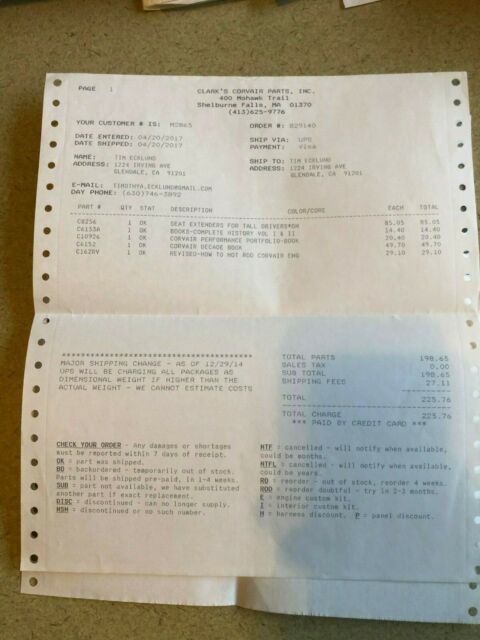 PAGE 1
CLARK'S CORVAIR PARTS, INC.
400 Mohawk Trail
Shelburne Falls, MA 01370
(413)625-9776
YOUR CUSTOMER # IS: ORDER #: 829140
DATE ENTERED: 04/20/2017 SHIP VIA: UPS
DATE SHIPPED: 04/20/2017 PAYMENT: Visa
NAME: TIM ECKLUND SHIP TO: TIM ECKLUND
ADDRESS: 1224 IRVING AVE ADDRESS: 1224 IRVING AVE
GLENDALE, CA 91201 GLENDALE, CA 91201
E-MAIL: TIMOTHYA.ECKLUND@GMAIL.COM
DAY PHONE: (630)746-3892
PART # QTY STAT DESCRIPTION COLOR/CORE EACH TOTAL
C8256 1 OK SEAT EXTENDERS FOR TALL DRIVERS*OR 85.05 85.05
C6153A 1 OK BOOKS-COMPLETE HISTORY VOL I II 14.40 14.40
C10926 1 OK CORVAIR PERFORMANCE PORTFOLIO-BOOK 20.40 20.40
C6152 1 OK CORVAIR DECADE BOOK 49.70 49.70
C162RV 1 OK REVISED-HOW TO HOT ROD CORVAIR ENG 29.10 29.10
MAJOR SHIPPING CHANGE - AS OF 12/29/14
UPS WILL BE CHARGING ALL PACKAGES AS
DIMENSIONAL WEIGHT IF HIGHER THAN THE
ACTUAL WEIGHT - WE CANNOT ESTIMATE COSTS
TOTAL PARTS 198.65
SALES TAX 0.00
SUB TOTAL 198.65
SHIPPING FEES 27.11
TOTAL 225.76
TOTAL CHARGE 225.76
*** PAID BY CREDIT CARD ***
CHECK YOUR ORDER - Any damages or shortages
must be reported within 7 days of receipt.
OK = part was shipped.
BO = backordered - temporarily out of stock.
Parts will be shipped pre-paid, in 1-4 weeks.
SUB = part not available, we have substituted
another part if exact replacement.
DISC = discontinued - can no longer supply.
NSN = discontinued or no such number.
NTF = cancelled - will notify when available,
could be months.
NTFL = cancelled - will notify when available,
could be years.
RO = reorder - out of stock, reorder 4 weeks.
ROD = reorder doubtful - try in 2-3 months.
E = engine custom kit.
I = interior custom kit.
H = harness discount, P = panel discount.